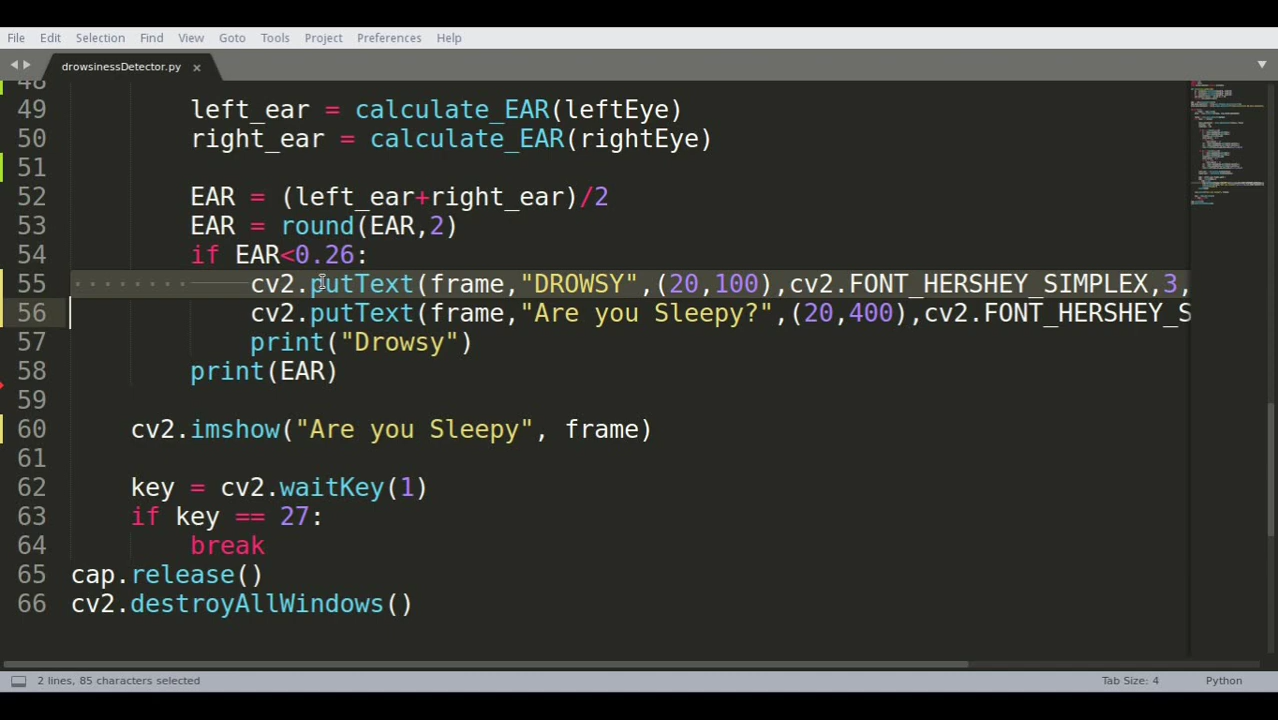 File Edit Selection Find View Goto Tools Project Preferences Help
drowsinessDetector.py ×
48
49 left_ear = calculate_EAR(leftEye)
50 right_ear = calculate_EAR(rightEye)
51
52 EAR = (left_ear+right_ear)/2
53 EAR = round(EAR,2)
54 if EAR<0.26:
55 cv2.putText(frame,"DROWSY",(20,100),cv2.FONT_HERSHEY_SIMPLEX,3,
56 cv2.putText(frame,"Are you Sleepy?",(20,400),cv2.FONT_HERSHEY_S
57 print("Drowsy")
58 print(EAR)
59
60 cv2.imshow("Are you Sleepy", frame)
61
62 key = cv2.waitKey(1)
63 if key == 27:
64 break
65 cap.release()
66 cv2.destroyAllWindows()
2 lines, 85 characters selected Tab Size: 4 Python